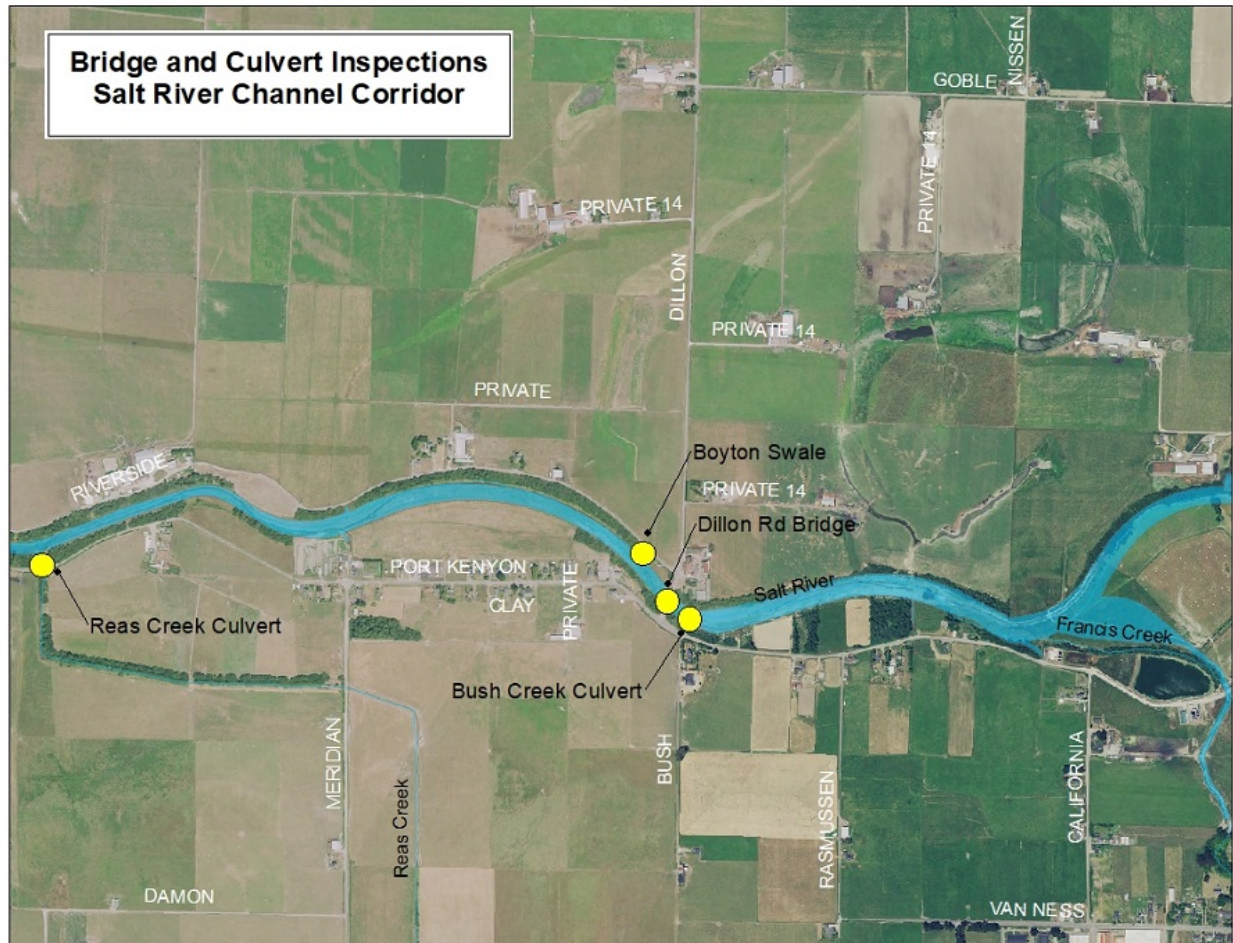 Bridge and Culvert Inspections
Salt River Channel Corridor
NISSEN
GOBLE
PRIVATE 14
PRIVATE 14
DILLON
PRIVATE 14
PRIVATE
Boyton Swale
RIVERSIDE
PRIVATE 14
Dillon Rd Bridge
PORT KENYON
PRIVATE
CLAY
Salt River
Reas Creek Culvert
Francis Creek
Bush Creek Culvert
MERIDIAN
BUSH
CALIFORNIA
RASMUSSEN
Reas Creek
DAMON
VAN NESS